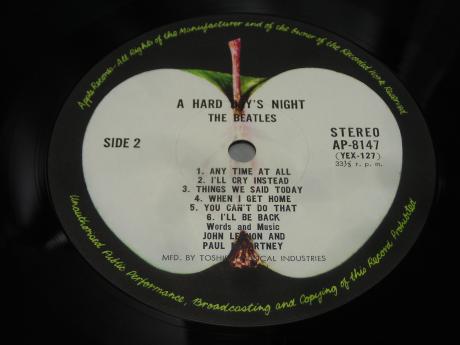 Apple Records-All Rights of the Manufacturer and of the Owner of the Recorded Work Reserved
A HARD DAY'S NIGHT
THE BEATLES
SIDE 2
STEREO
AP-8147
(YEX-127)
33⅓ r. p. m.
1. ANY TIME AT ALL
2. I'LL CRY INSTEAD
3. THINGS WE SAID TODAY
4. WHEN I GET HOME
5. YOU CAN'T DO THAT
6. I'LL BE BACK
Words and Music
JOHN LENNON AND
PAUL McCARTNEY
MFD. BY TOSHIBA MUSICAL INDUSTRIES
Unauthorised Public Performance, Broadcasting and Copying of this Record Prohibited